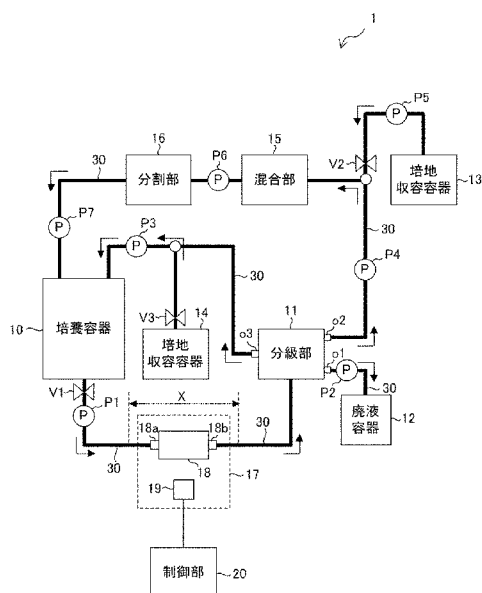 1
P5
16
15
30
P6
V2
分割部
混合部
培地
収容容器
13
P7
P3
30
30
P4
11
o2
10
培養容器
V3
14
o3
分級部
培地
収容容器
o1
P2
30
V1
P1
X
廃液
容器
12
18a
18b
30
30
18
17
19
制御部
20
P
P
P
P
P
P
P